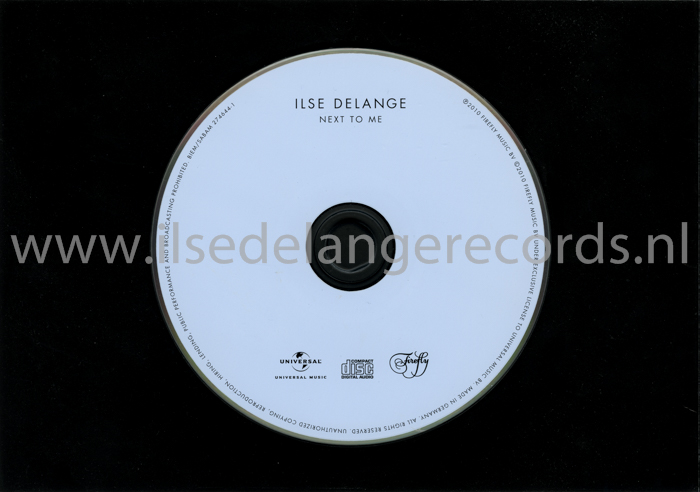 ILSE DELANGE
NEXT TO ME
www.ilsedelangerecords.nl
UNIVERSAL
UNIVERSAL MUSIC
COMPACT
disc
DIGITAL AUDIO
Firefly
℗2010 FIREFLY MUSIC BV ©2010 FIREFLY MUSIC BV UNDER EXCLUSIVE LICENSE TO UNIVERSAL MUSIC BV. MADE IN GERMANY. ALL RIGHTS RESERVED. UNAUTHORIZED COPYING, REPRODUCTION, HIRING, LENDING, PUBLIC PERFORMANCE AND BROADCASTING PROHIBITED. BIEM/SABAM 274644-1